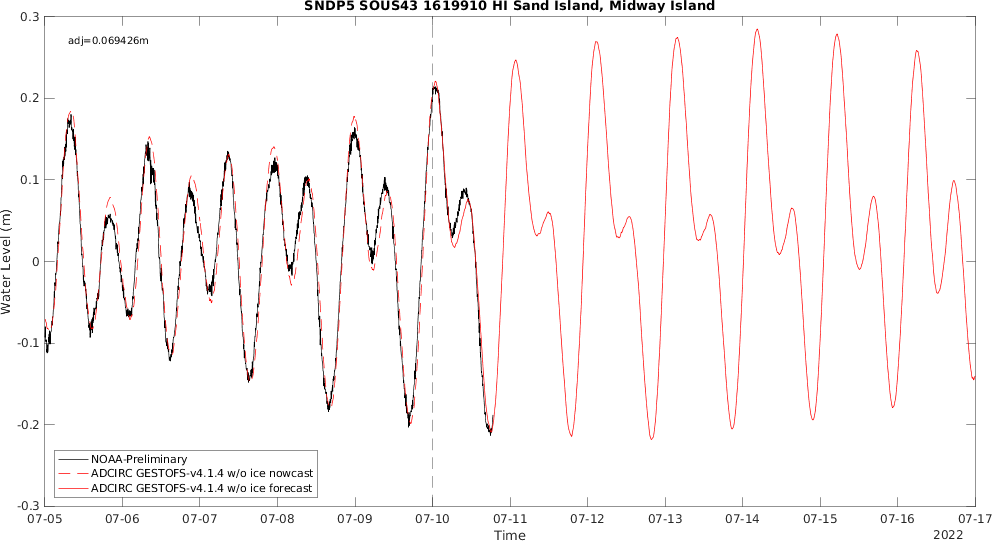 SNDP5 SOUS43 1619910 HI Sand Island, Midway Island
0.3
adj=0.069426m
0.2
0.1
0
-0.1
-0.2
-0.3
Water Level (m)
NOAA-Preliminary
ADCIRC GESTOFS-v4.1.4 w/o ice nowcast
ADCIRC GESTOFS-v4.1.4 w/o ice forecast
07-05 07-06 07-07 07-08 07-09 07-10 07-11 07-12 07-13 07-14 07-15 07-16 07-17
Time
2022